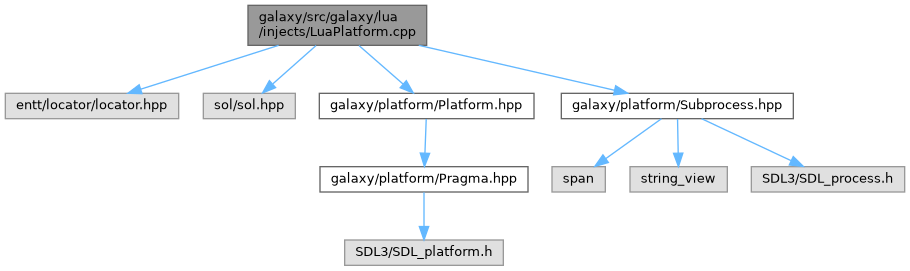 galaxy/src/galaxy/lua
/injects/LuaPlatform.cpp
entt/locator/locator.hpp
sol/sol.hpp
galaxy/platform/Platform.hpp
galaxy/platform/Subprocess.hpp
galaxy/platform/Pragma.hpp
span
string_view
SDL3/SDL_process.h
SDL3/SDL_platform.h